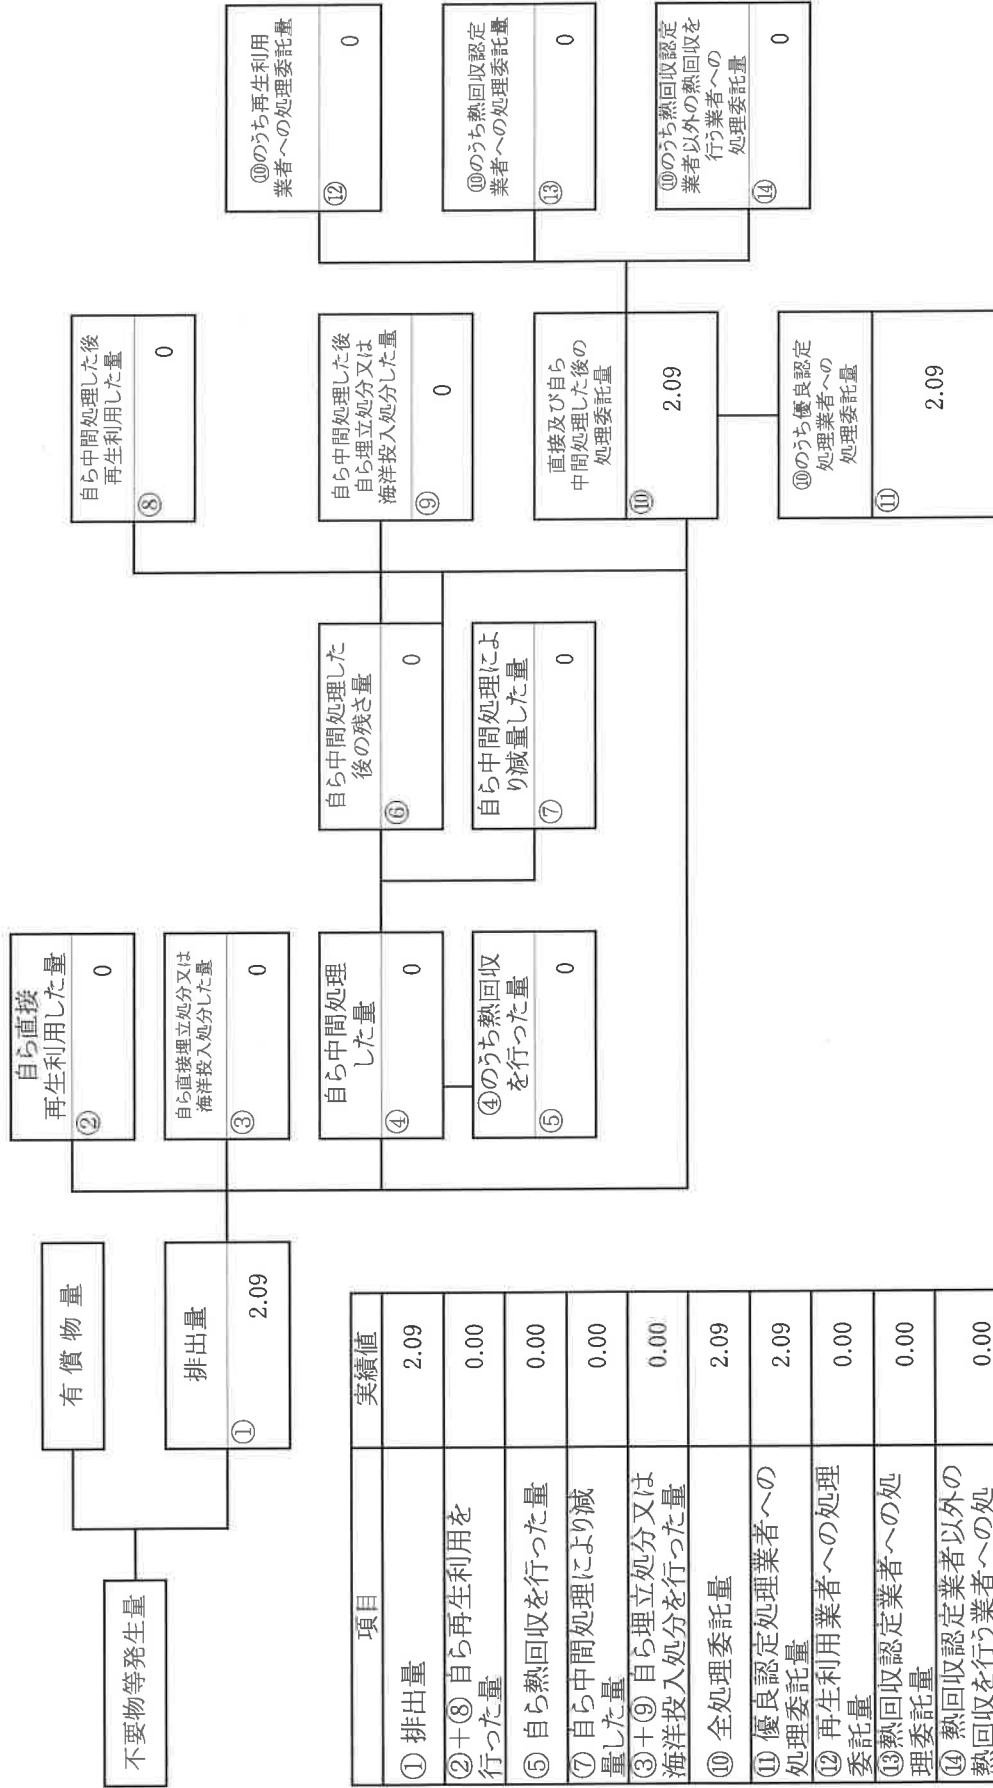 不要物等発生量
有償物量
排出量
①
2.09
自ら直接
再生利用した量
②
0
自ら直接埋立処分又は
海洋投入処分した量
③
0
自ら中間処理
した量
④
0
④のうち熱回収
を行った量
⑤
0
自ら中間処理した
後の残さ量
⑥
0
自ら中間処理によ
り減量した量
⑦
0
自ら中間処理した後
再生利用した量
⑧
0
自ら中間処理した後
自ら埋立処分又は
海洋投入処分した量
⑨
0
直接及び自ら
中間処理した後の
処理委託量
⑩
2.09
⑩のうち優良認定
処理業者への
処理委託量
⑪
2.09
⑩のうち再生利用
業者への処理委託量
⑫
0
⑩のうち熱回収認定
業者への処理委託量
⑬
0
⑩のうち熱回収認定
業者以外の熱回収を
行う業者への
処理委託量
⑭
0
項目 実績値
① 排出量 2.09
②+⑧ 自ら再生利用を
行った量 0.00
⑤ 自ら熱回収を行った量 0.00
⑦ 自ら中間処理により減
量した量 0.00
③+⑨ 自ら埋立処分又は
海洋投入処分を行った量 0.00
⑩ 全処理委託量 2.09
⑪ 優良認定処理業者への
処理委託量 2.09
⑫ 再生利用業者への処理
委託量 0.00
⑬熱回収認定業者への処
理委託量 0.00
⑭ 熱回収認定業者以外の
熱回収を行う業者への処 0.00